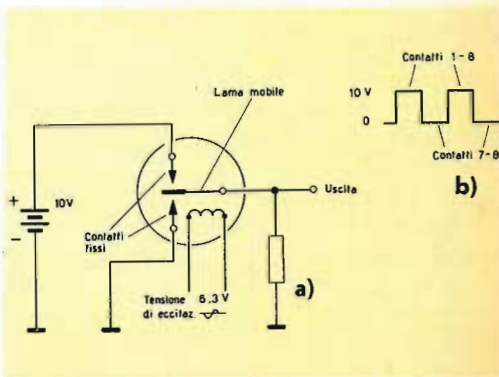 Contatti 1-8
10 V
0
Contatti 7-8
b)
Lama mobile
+
10V
-
Uscita
Contatti
fissi
a)
Tensione 6,3 V
di eccitaz.